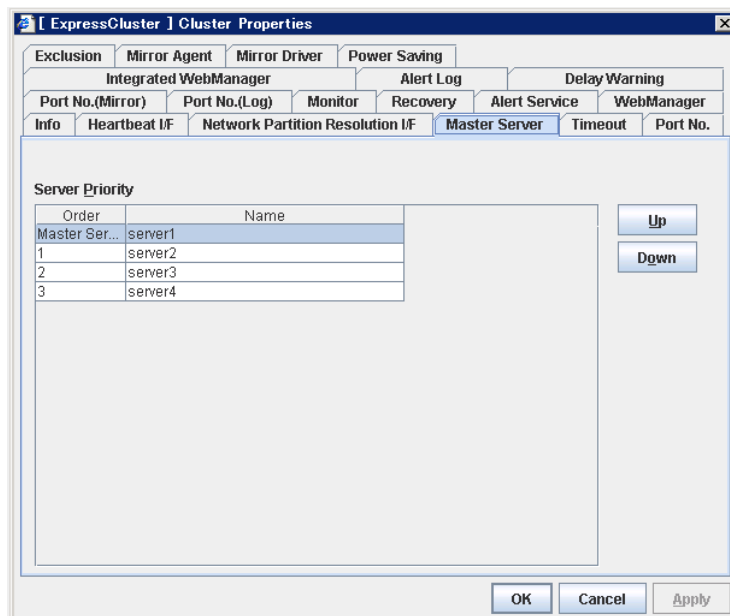 [ ExpressCluster ] Cluster Properties
Exclusion Mirror Agent Mirror Driver Power Saving
Integrated WebManager Alert Log Delay Warning
Port No.(Mirror) Port No.(Log) Monitor Recovery Alert Service WebManager
Info Heartbeat I/F Network Partition Resolution I/F Master Server Timeout Port No.
Server Priority
Order Name
Master Ser... server1
1 server2
2 server3
3 server4
Up
Down
OK Cancel Apply